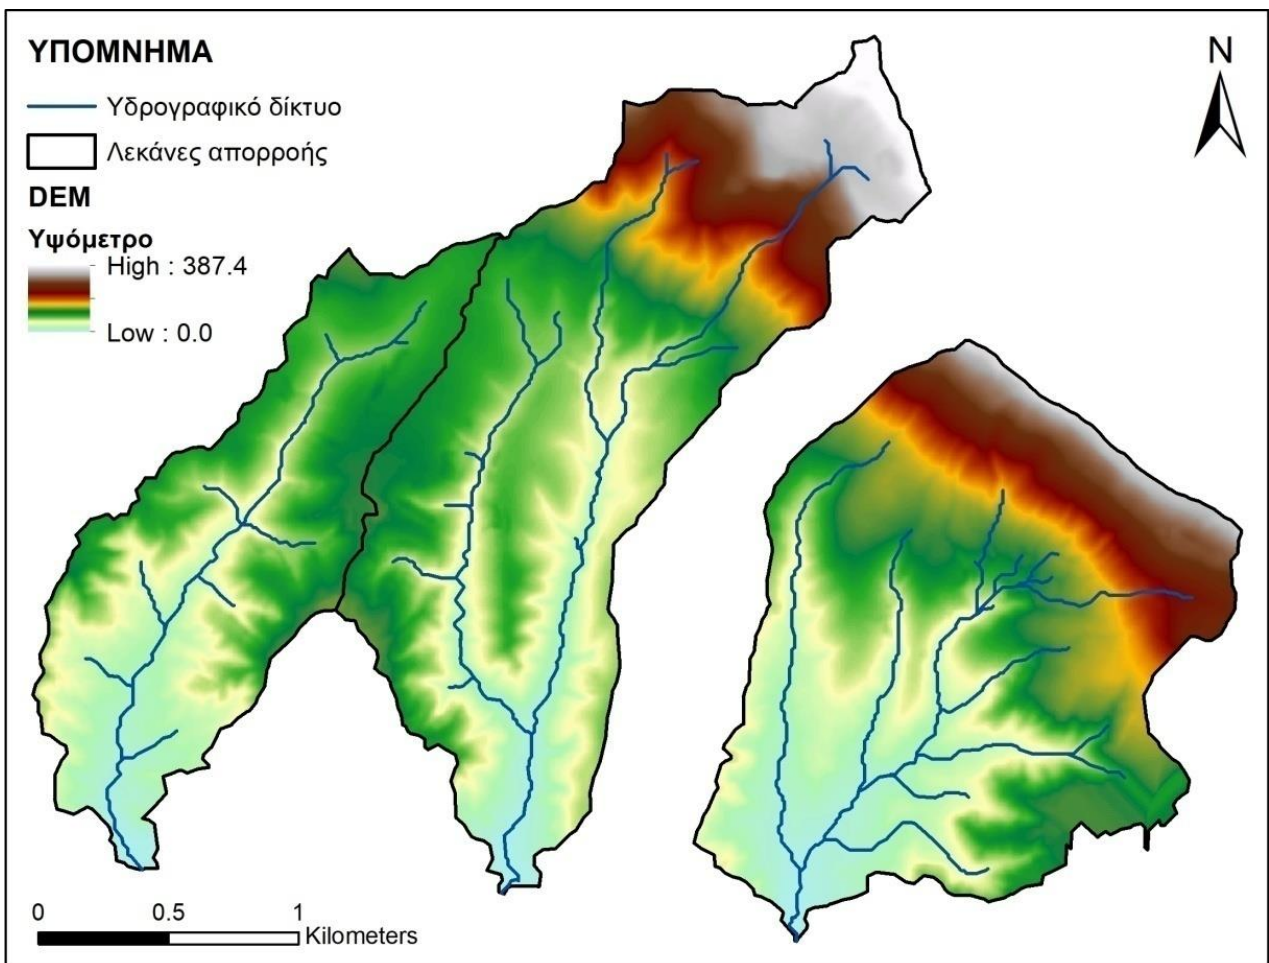 ΥΠΟΜΝΗΜΑ
Υδρογραφικό δίκτυο
Λεκάνες απορροής
DEM
Υψόμετρο
High : 387.4
Low : 0.0
N
0 0.5 1
Kilometers